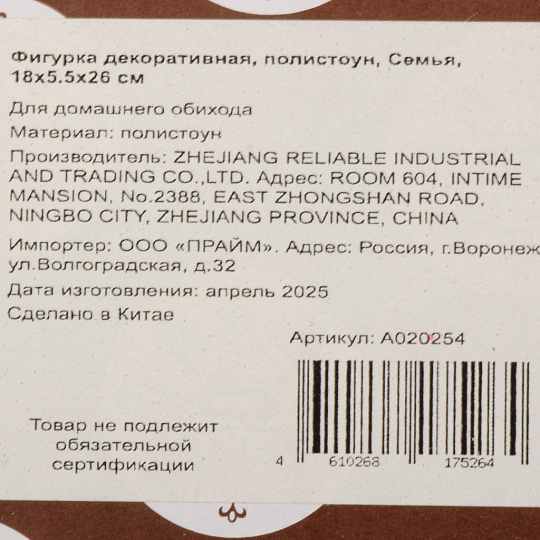 Фигурка декоративная, полистоун, Семья,
18x5.5x26 см
Для домашнего обихода
Материал: полистоун
Производитель: ZHEJIANG RELIABLE INDUSTRIAL
AND TRADING CO.,LTD. Адрес: ROOM 604, INTIME
MANSION, No.2388, EAST ZHONGSHAN ROAD,
NINGBO CITY, ZHEJIANG PROVINCE, CHINA
Импортер: ООО «ПРАЙМ». Адрес: Россия, г.Воронеж
ул.Волгоградская, д.32
Дата изготовления: апрель 2025
Сделано в Китае
Артикул: A020254
Товар не подлежит
обязательной
сертификации
4 610268 175264